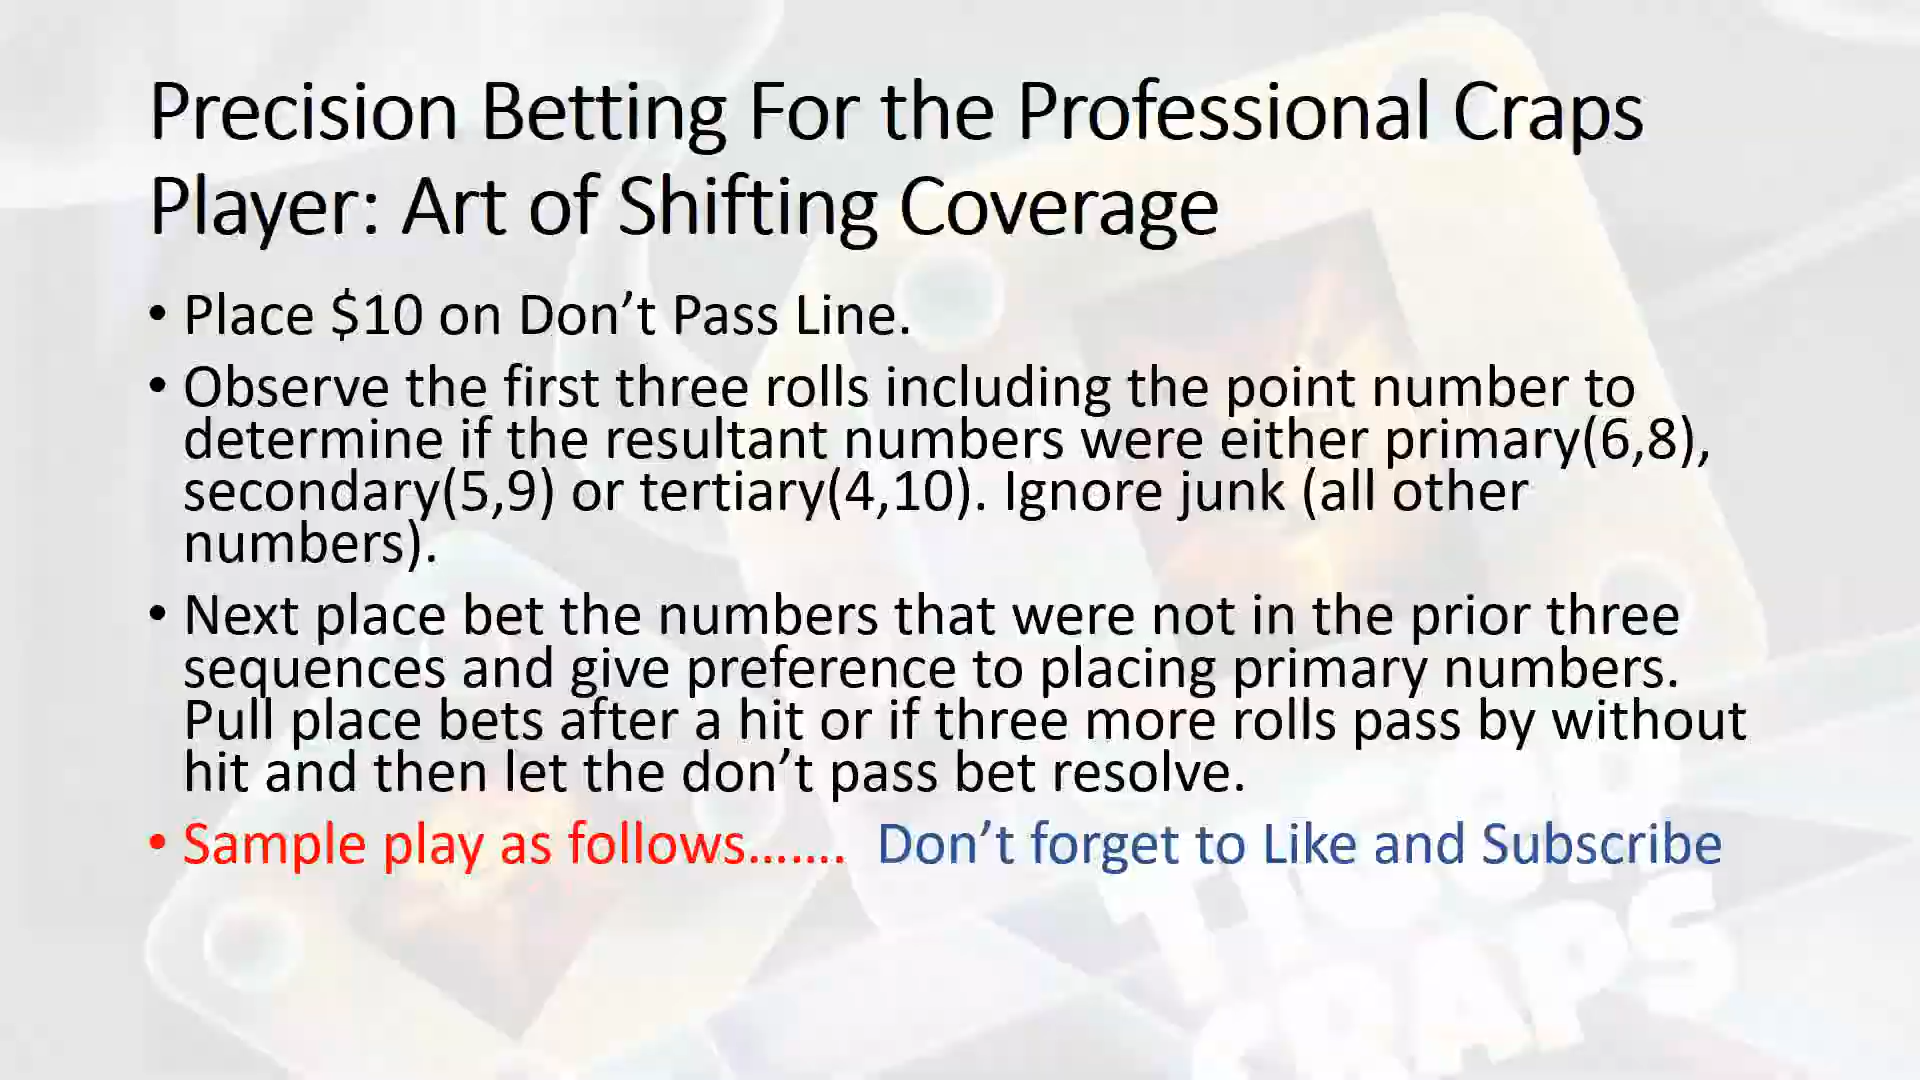 Precision Betting For the Professional Craps
Player: Art of Shifting Coverage
• Place $10 on Don’t Pass Line.
• Observe the first three rolls including the point number to
determine if the resultant numbers were either primary(6,8),
secondary(5,9) or tertiary(4,10). Ignore junk (all other
numbers).
• Next place bet the numbers that were not in the prior three
sequences and give preference to placing primary numbers.
Pull place bets after a hit or if three more rolls pass by without
hit and then let the don’t pass bet resolve.
• Sample play as follows....... Don’t forget to Like and Subscribe
CRAPS